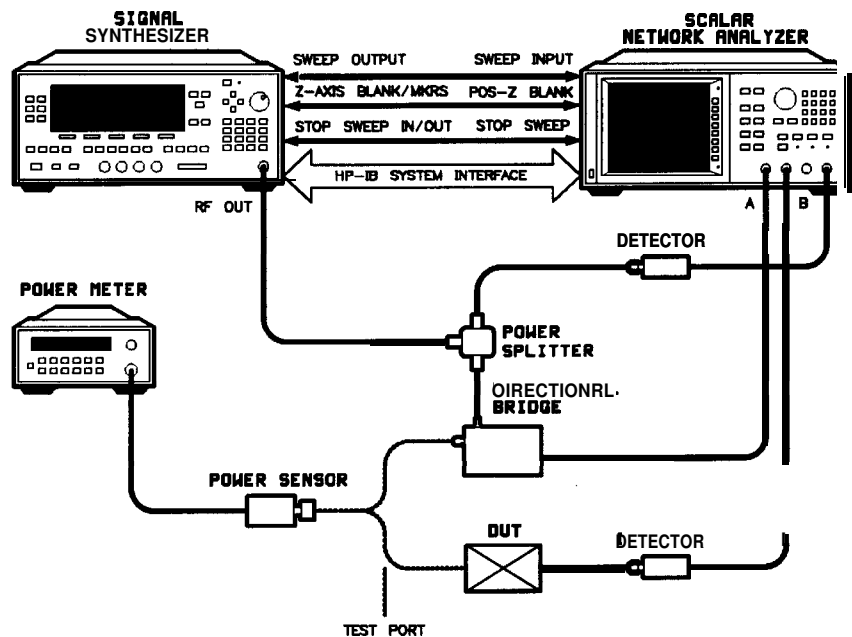 SIGNAL
SYNTHESIZER
SCALAR
NETWORK ANALYZER
SWEEP OUTPUT
SWEEP INPUT
Z-AXIS BLANK/MKRS
POS-Z BLANK
STOP SWEEP IN/OUT
STOP SWEEP
HP-IB SYSTEM INTERFACE
RF OUT
A
B
DETECTOR
POWER METER
POWER
SPLITTER
OIRECTIONRL.
BRIDGE
POWER SENSOR
DUT
DETECTOR
TEST PORT